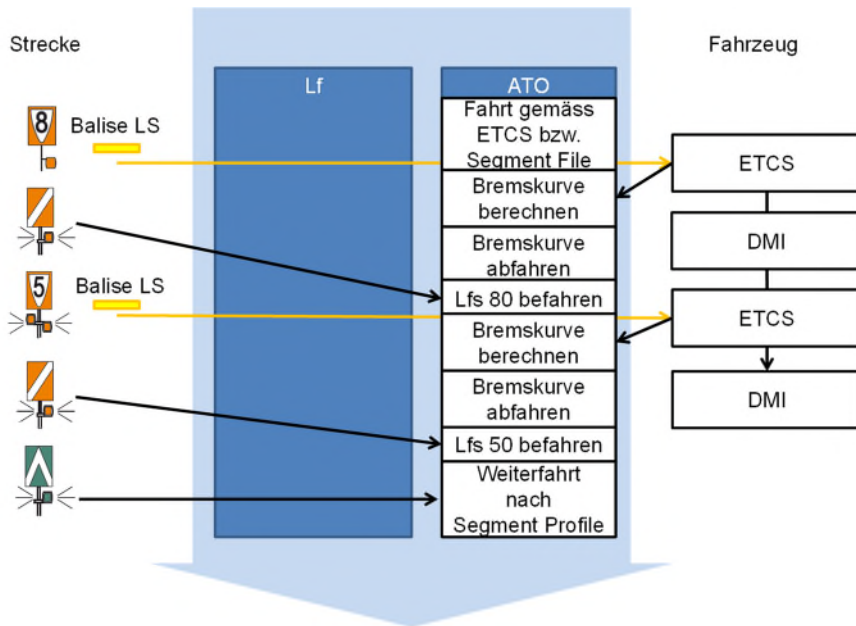 Strecke
Fahrzeug
Lf
ATO
8
Balise LS
Fahrt gemäss
ETCS bzw.
Segment File
ETCS
Bremskurve
berechnen
DMI
Bremskurve
abfahren
5
Balise LS
Lfs 80 befahren
ETCS
Bremskurve
berechnen
Bremskurve
abfahren
DMI
Lfs 50 befahren
Weiterfahrt
nach
Segment Profile